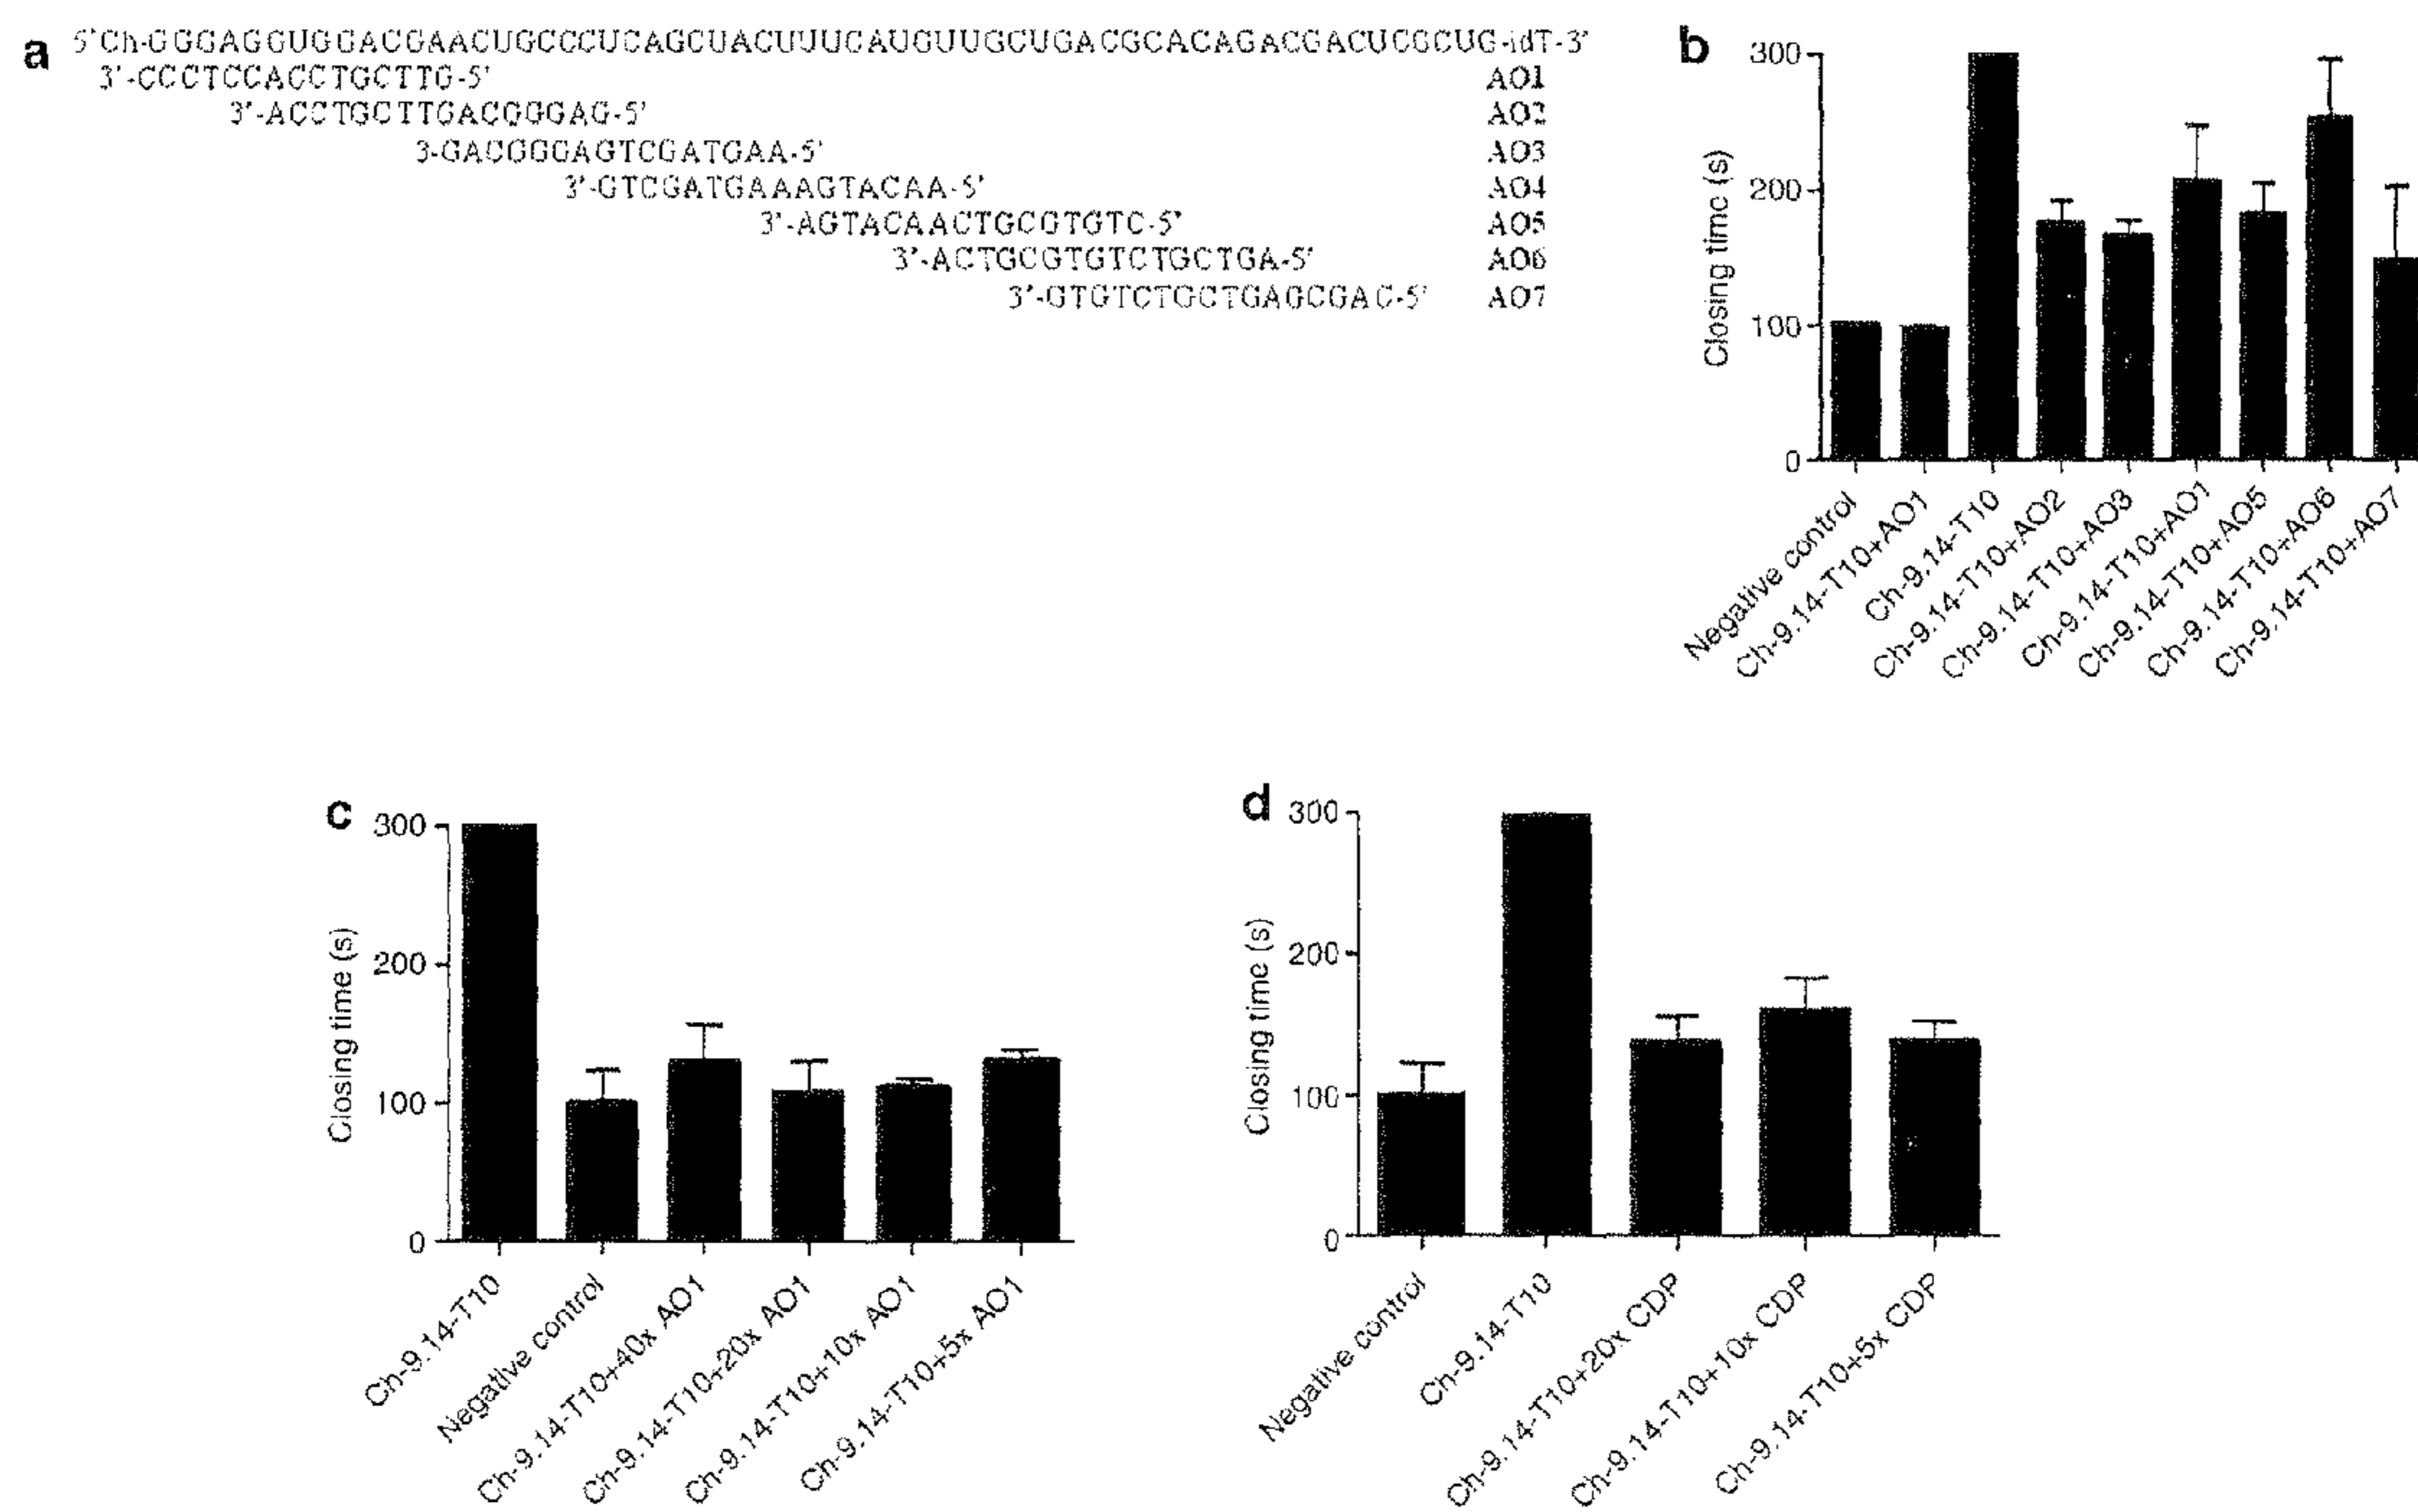 a 5'Ch-GGGAGGUGGACGAACUGCCCUCAGCUACUUUCAUGUUGCUGACGCACAGACGACUCGCUG-idT-3'
3'-CCCTCCACCTGCTTG-5' AO1
3'-ACCTGCTTGACGGGAG-5' AO2
3-GACGGGAGTCGATGAA-5' AO3
3'-GTCGATGAAAGTACAA-5' AO4
3'-AGTACAACTGCGTGTC-5' AO5
3'-ACTGCGTGTCTGCTGA-5' AO6
3'-GTGTCTGCTGAGCGAC-5' AO7
b
Closing time (s)
300
200
100
0
Negative control
Ch-9.14-T10+AO1
Ch-9.14-T10
Ch-9.14-T10+AO2
Ch-9.14-T10+AO3
Ch-9.14-T10+AO1
Ch-9.14-T10+AO5
Ch-9.14-T10+AO6
Ch-9.14-T10+AO7
c
Closing time (s)
300
200
100
0
Ch-9.14-T10
Negative control
Ch-9.14-T10+40x AO1
Ch-9.14-T10+20x AO1
Ch-9.14-T10+10x AO1
Ch-9.14-T10+5x AO1
d
Closing time (s)
300
200
100
0
Negative control
Ch-9.14-T10
Ch-9.14-T10+20x CDP
Ch-9.14-T10+10x CDP
Ch-9.14-T10+5x CDP